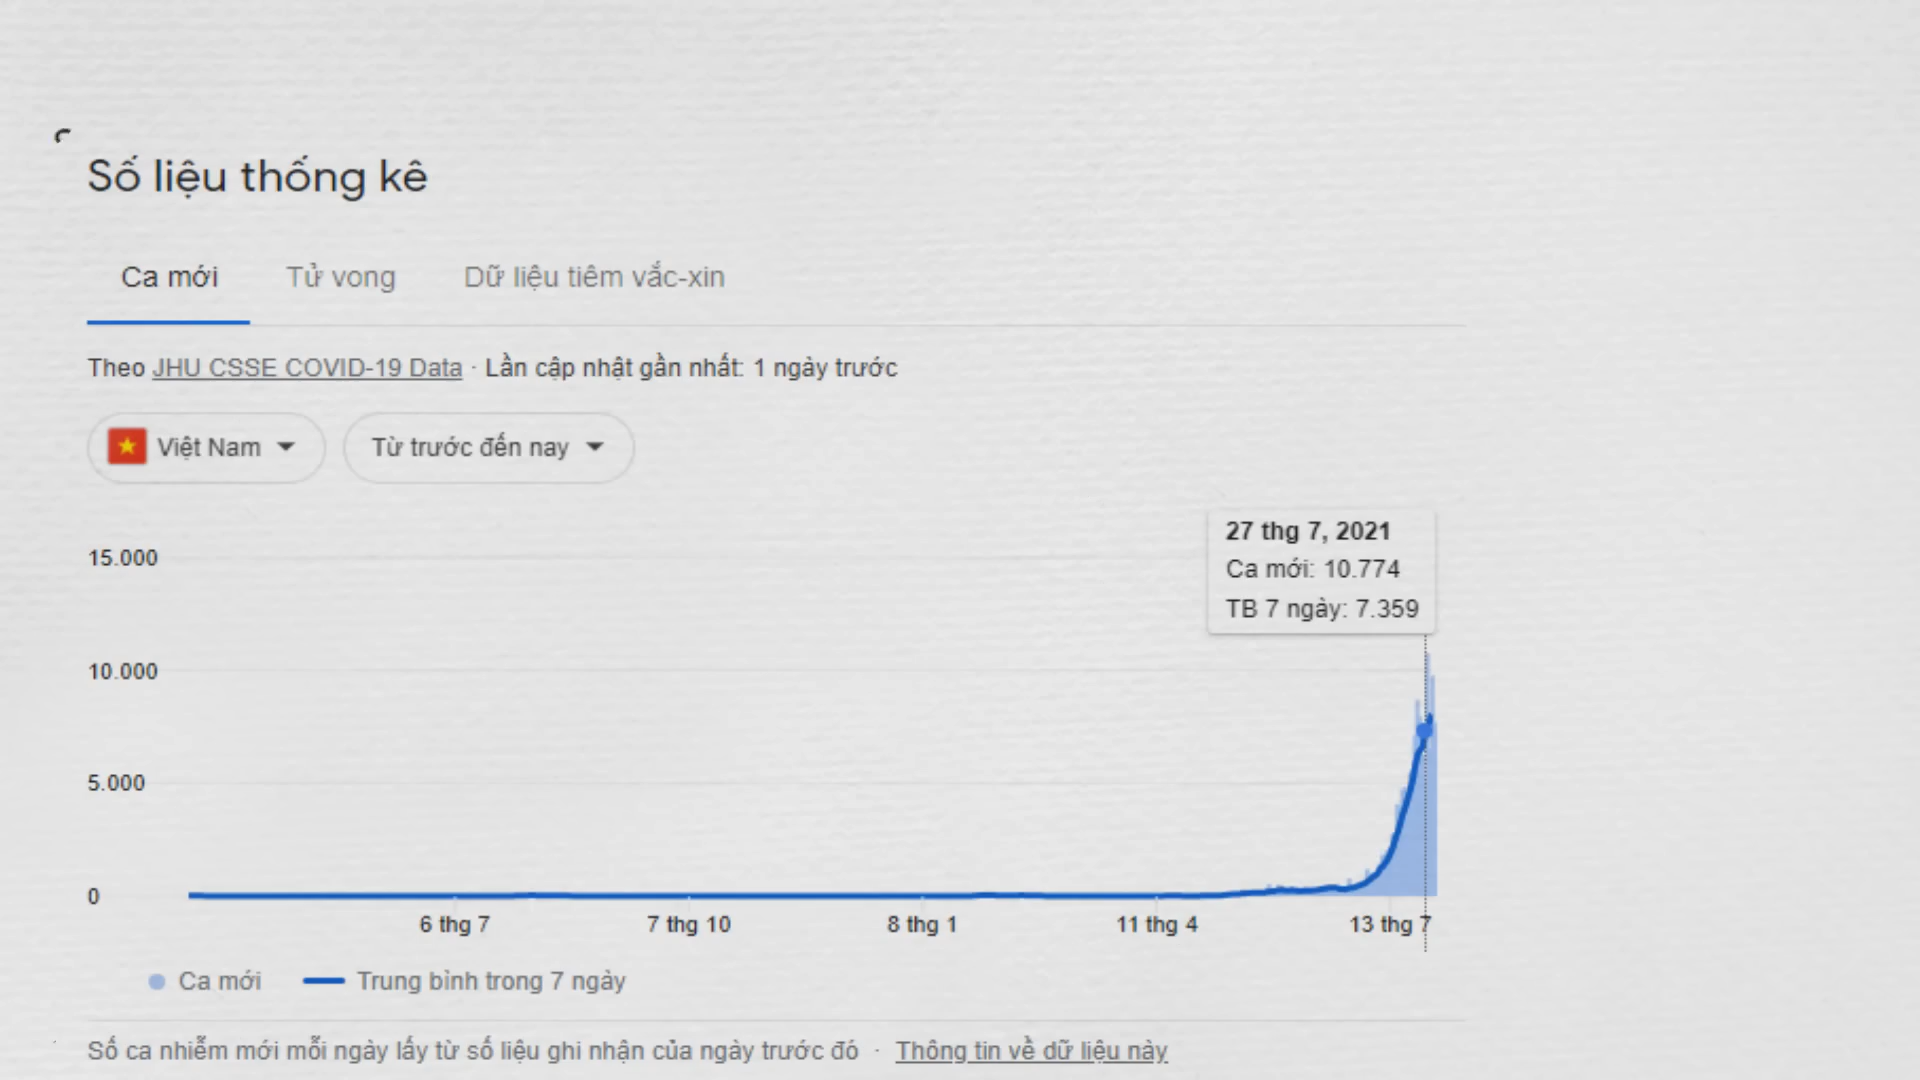 Số liệu thống kê
Ca mới Tử vong Dữ liệu tiêm vắc-xin
Theo JHU CSSE COVID-19 Data · Lần cập nhật gần nhất: 1 ngày trước
Việt Nam Từ trước đến nay
27 thg 7, 2021
Ca mới: 10.774
TB 7 ngày: 7.359
15.000
10.000
5.000
0
6 thg 7 7 thg 10 8 thg 1 11 thg 4 13 thg 7
Ca mới Trung bình trong 7 ngày
Số ca nhiễm mới mỗi ngày lấy từ số liệu ghi nhận của ngày trước đó · Thông tin về dữ liệu này